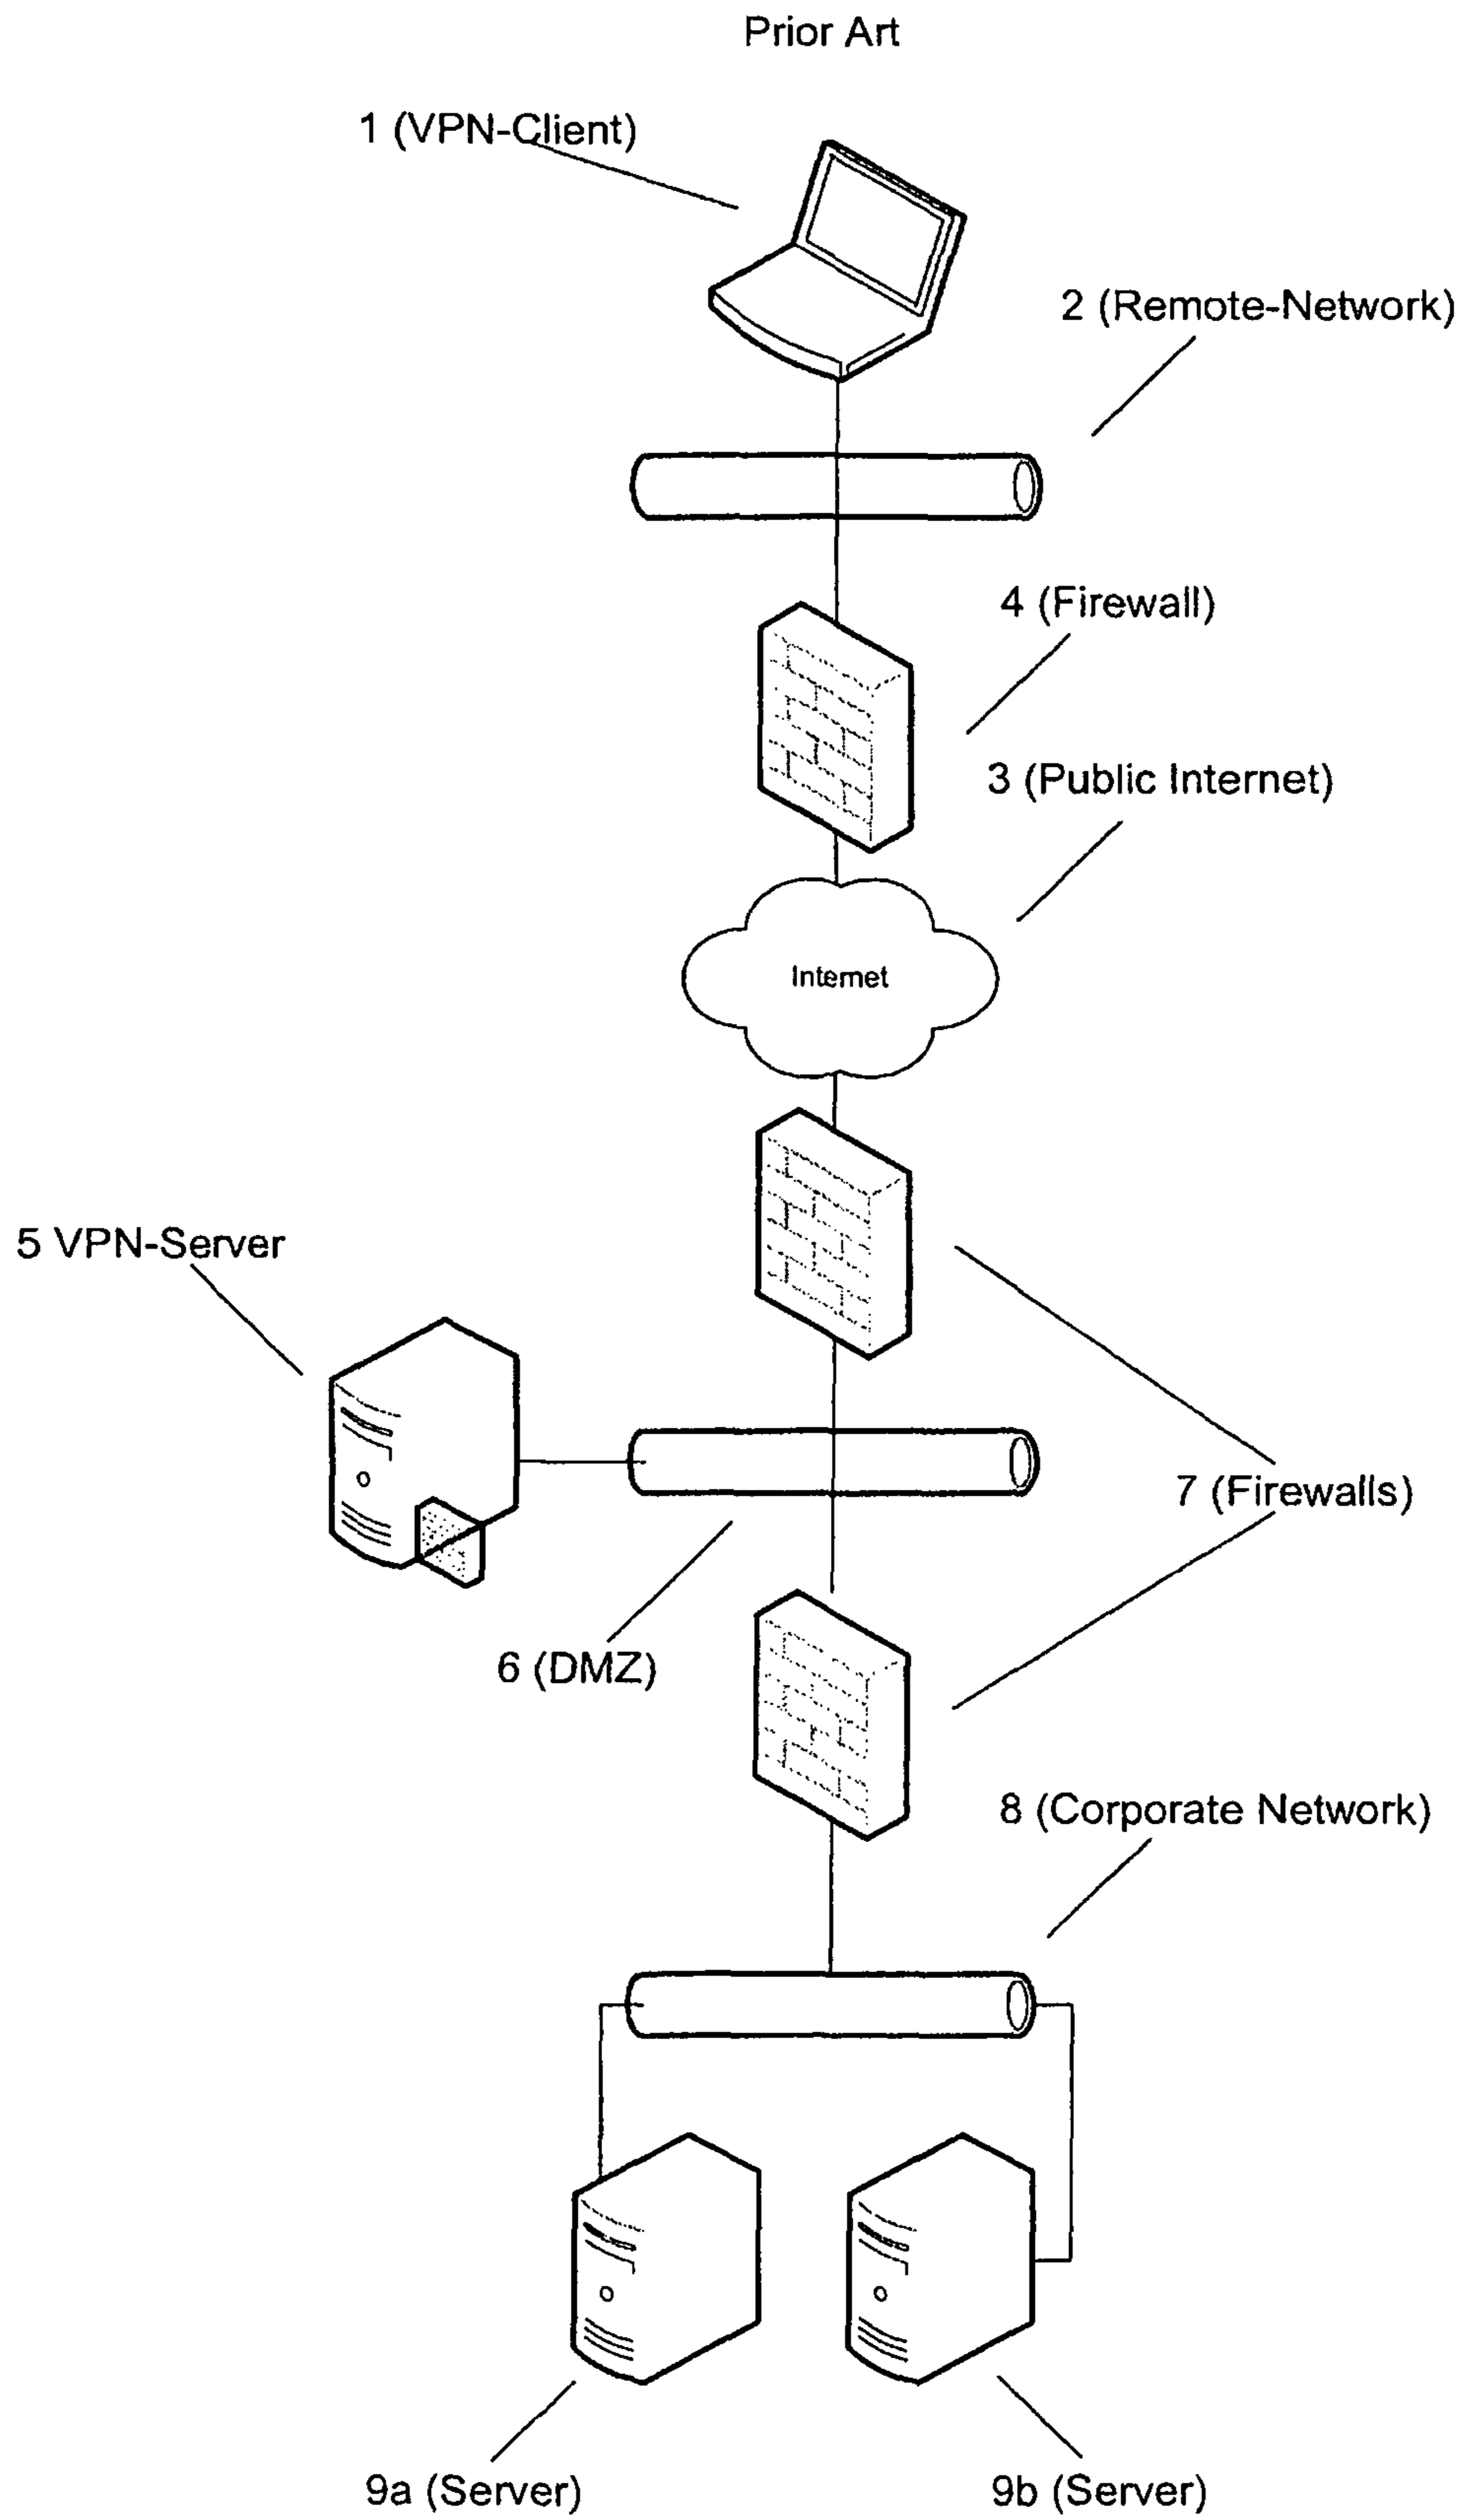 Prior Art
1 (VPN-Client)
2 (Remote-Network)
4 (Firewall)
3 (Public Internet)
Internet
5 VPN-Server
7 (Firewalls)
6 (DMZ)
8 (Corporate Network)
9a (Server)
9b (Server)